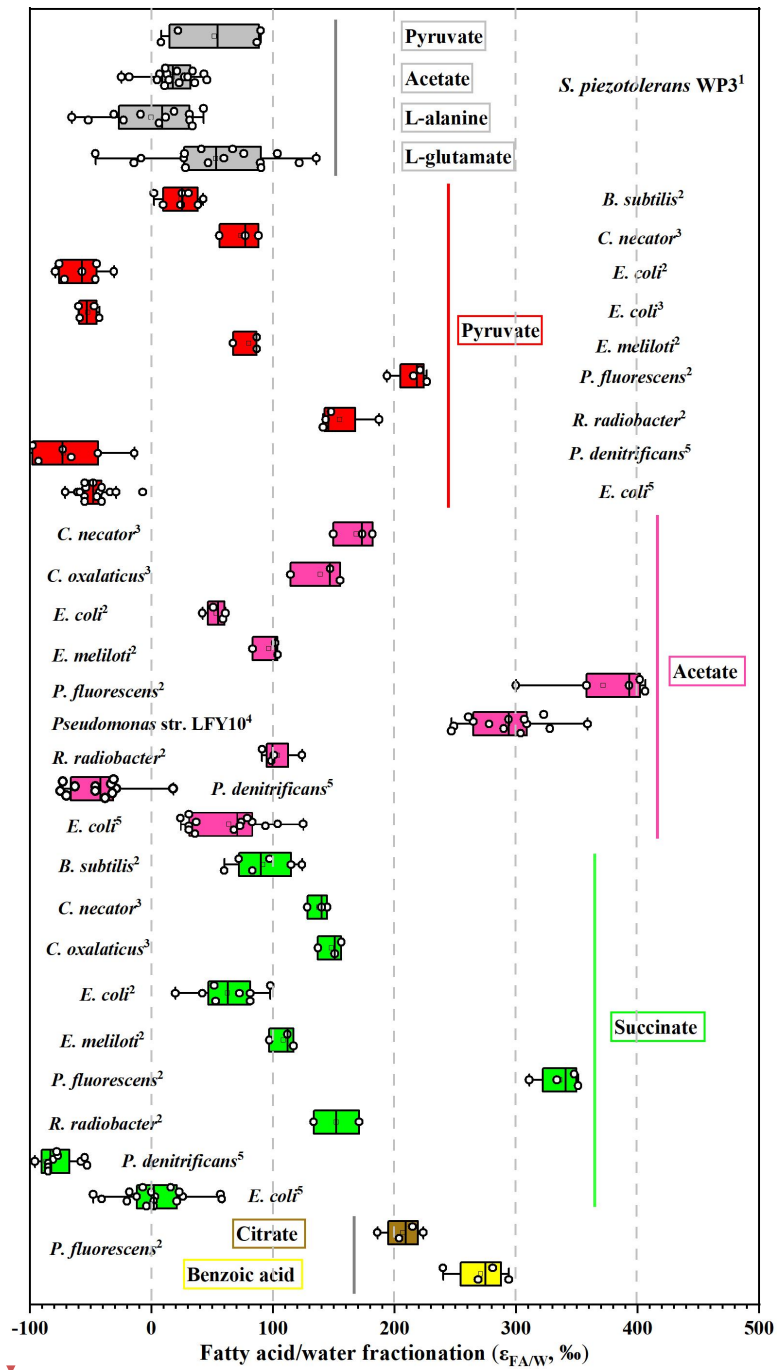 Pyruvate
Acetate
S. piezotolerans WP3¹
L-alanine
L-glutamate
B. subtilis²
C. necator³
E. coli²
E. coli³
Pyruvate
E. meliloti²
P. fluorescens²
R. radiobacter²
P. denitrificans⁵
E. coli⁵
C. necator³
C. oxalaticus³
E. coli²
E. meliloti²
Acetate
P. fluorescens²
Pseudomonas str. LFY10⁴
R. radiobacter²
P. denitrificans⁵
E. coli⁵
B. subtilis²
C. necator³
C. oxalaticus³
E. coli²
Succinate
E. meliloti²
P. fluorescens²
R. radiobacter²
P. denitrificans⁵
E. coli⁵
Citrate
P. fluorescens²
Benzoic acid
-100 0 100 200 300 400 500
Fatty acid/water fractionation (ε_FA/W, ‰)